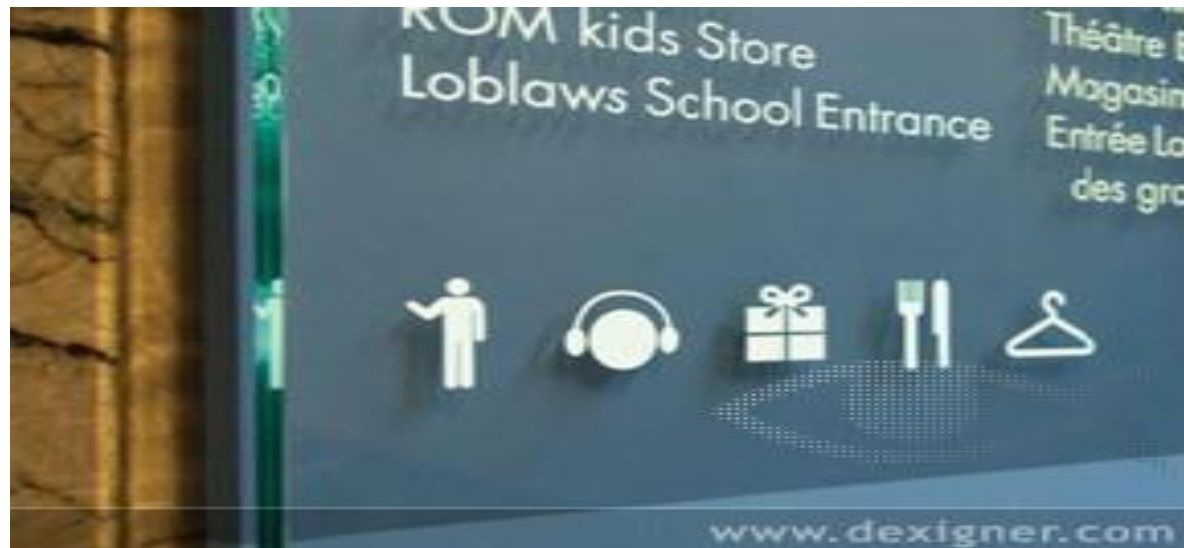 ROM kids Store
Loblaws School Entrance
Théâtre
Magasin
Entrée
des
www.dexigner.com